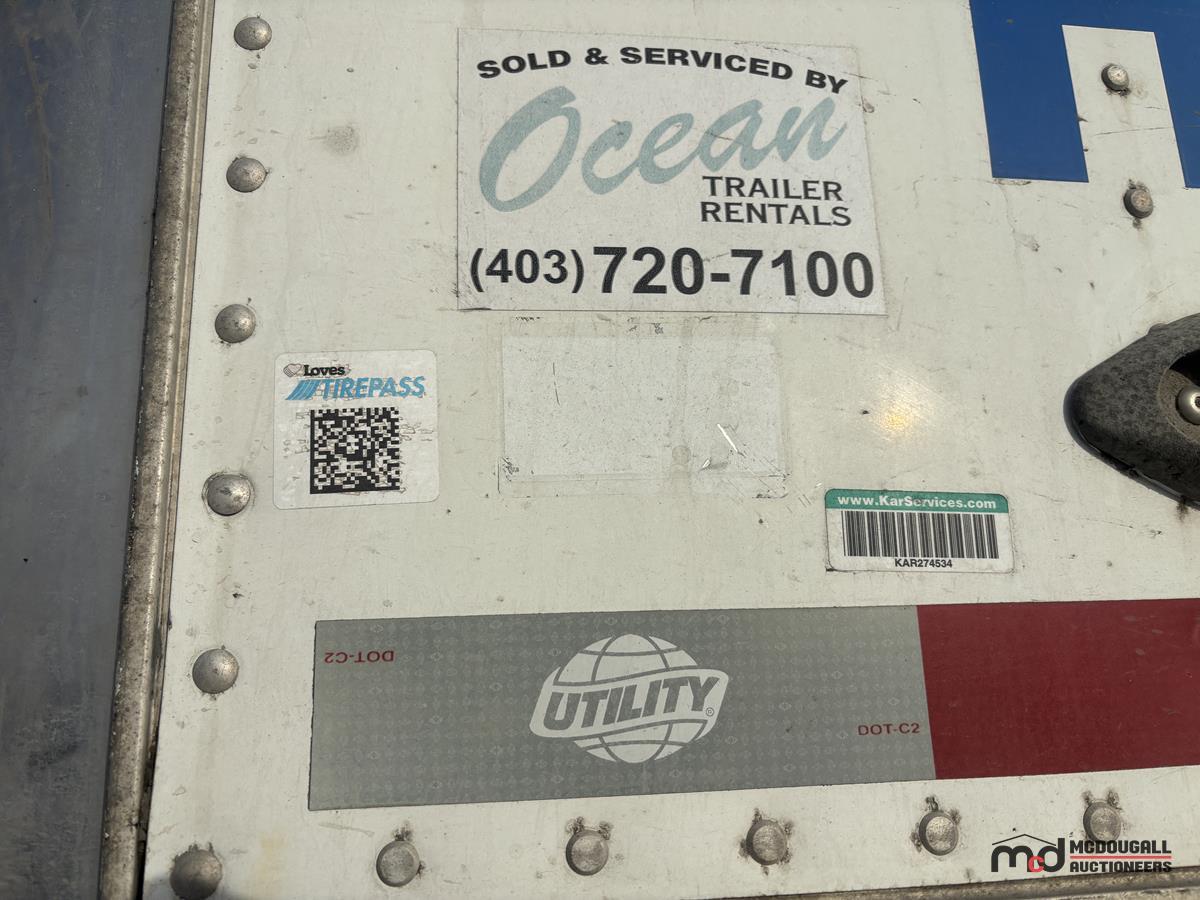 SOLD & SERVICED BY
Ocean
TRAILER
RENTALS
(403) 720-7100
Loves
TIREPASS
www.KarServices.com
KAR274534
DOT-C2
UTILITY®
DOT-C2
mcd MCDOUGALL
AUCTIONEERS